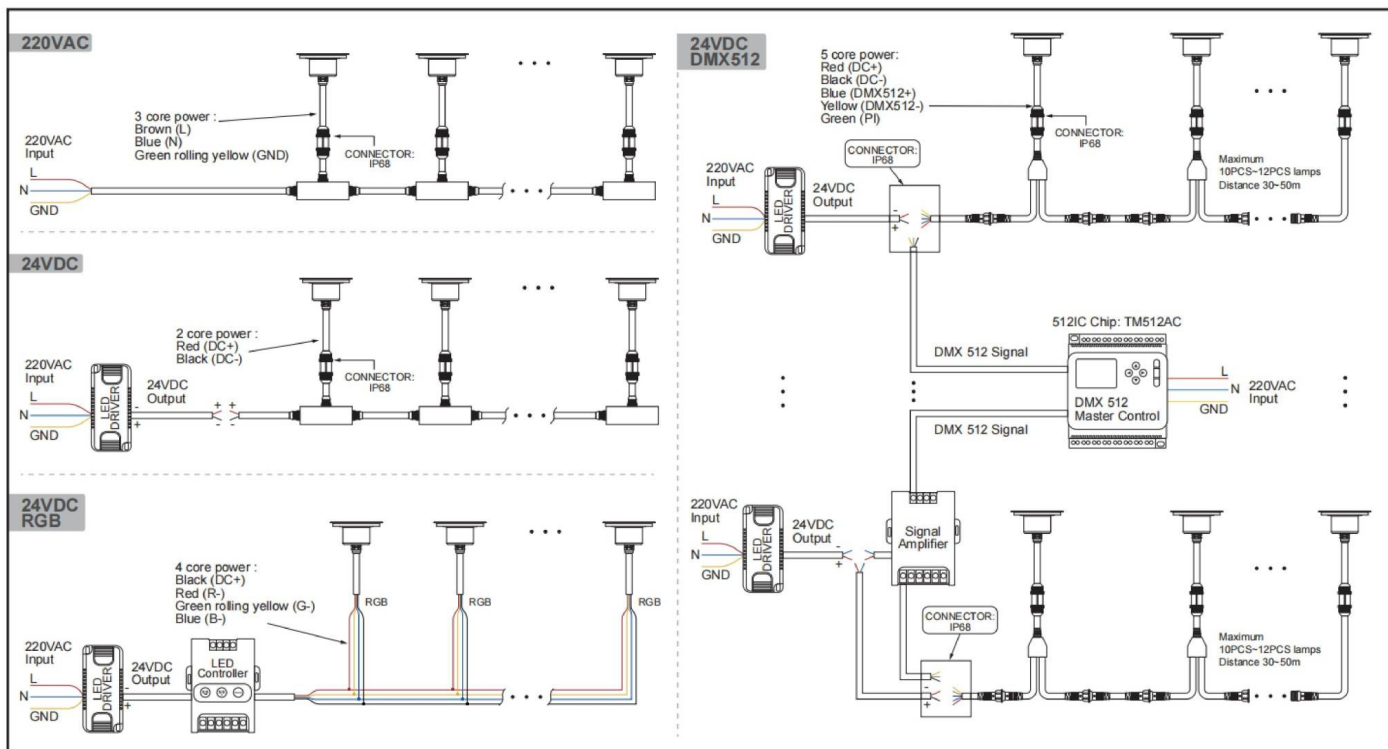 220VAC
3 core power :
Brown (L)
Blue (N)
Green rolling yellow (GND)
CONNECTOR:
IP68
220VAC
Input
L
N
GND
24VDC
2 core power :
Red (DC+)
Black (DC-)
CONNECTOR:
IP68
220VAC
Input
L
N
GND
LED
DRIVER
24VDC
Output
-
+
+ +
- -
24VDC
RGB
4 core power :
Black (DC+)
Red (R-)
Green rolling yellow (G-)
Blue (B-)
RGB
RGB
RGB
220VAC
Input
L
N
GND
LED
DRIVER
24VDC
Output
-
+
LED
Controller
24VDC
DMX512
5 core power :
Red (DC+)
Black (DC-)
Blue (DMX512+)
Yellow (DMX512-)
Green (PI)
CONNECTOR:
IP68
CONNECTOR:
IP68
Maximum
10PCS~12PCS lamps
Distance 30~50m
220VAC
Input
L
N
GND
LED
DRIVER
24VDC
Output
-
+
512IC Chip: TM512AC
DMX 512 Signal
DMX 512
Master Control
L
N
GND
220VAC
Input
DMX 512 Signal
Signal
Amplifier
220VAC
Input
L
N
GND
LED
DRIVER
24VDC
Output
-
+
CONNECTOR:
IP68
-
+
Maximum
10PCS~12PCS lamps
Distance 30~50m